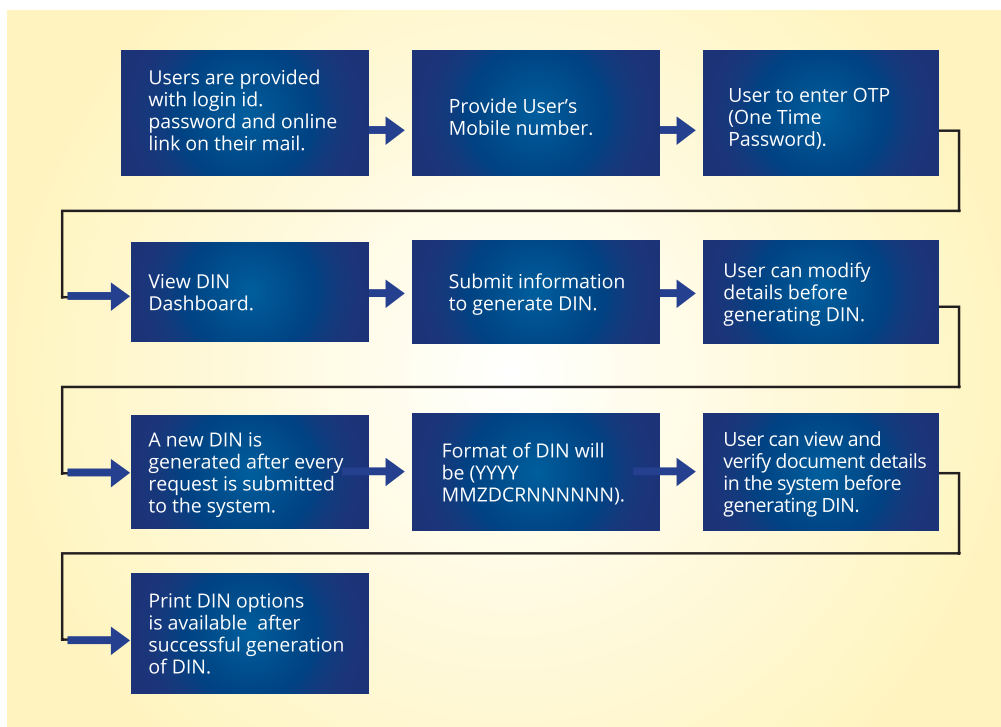 Users are provided
with login id.
password and online
link on their mail.
Provide User’s
Mobile number.
User to enter OTP
(One Time
Password).
View DIN
Dashboard.
Submit information
to generate DIN.
User can modify
details before
generating DIN.
A new DIN is
generated after every
request is submitted
to the system.
Format of DIN will
be (YYYY
MMZDCRNNNNNN).
User can view and
verify document details
in the system before
generating DIN.
Print DIN options
is available after
successful generation
of DIN.